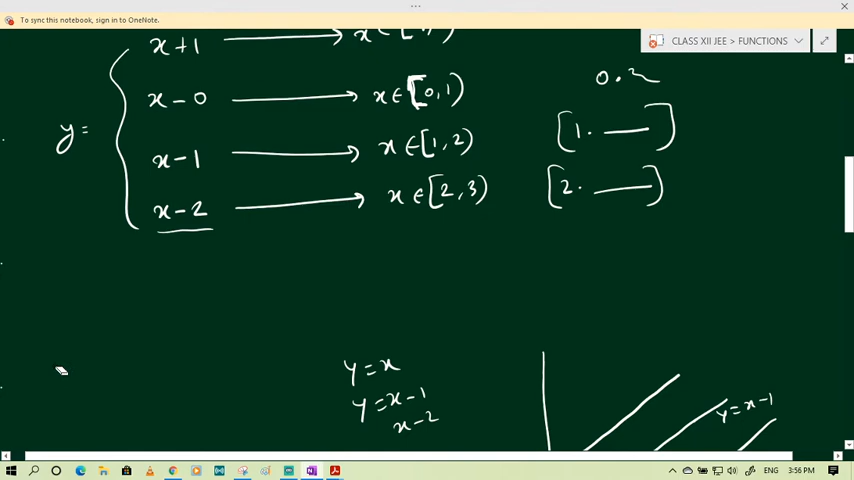 To sync this notebook, sign in to OneNote.
CLASS XII JEE > FUNCTIONS
x+1 → x∈[
x-0 → x∈[0,1) 0.2
y= x-1 → x∈[1,2) [1. —]
x-2 → x∈[2,3) [2. —]
y=x
y=x-1
x-2
y=x-1
ENG 3:56 PM